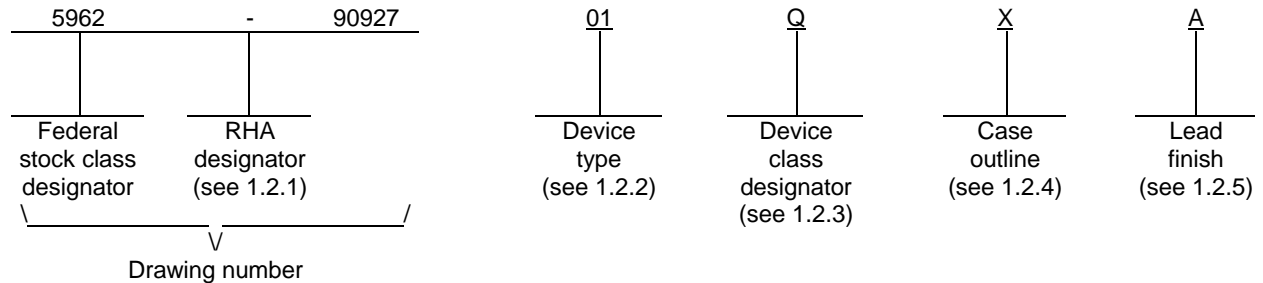 5962 - 90927 01 Q X A
Federal stock class designator
RHA designator (see 1.2.1)
Device type (see 1.2.2)
Device class designator (see 1.2.3)
Case outline (see 1.2.4)
Lead finish (see 1.2.5)
\ /
\/
Drawing number